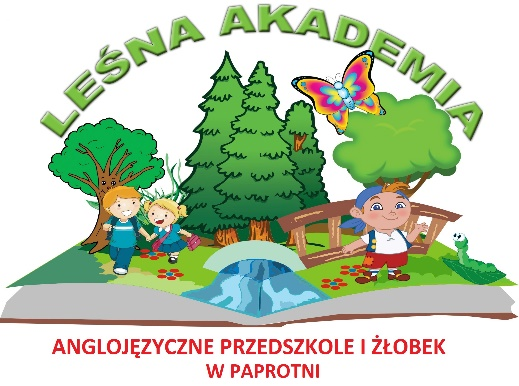 LEŚNA AKADEMIA
ANGLOJĘZYCZNE PRZEDSZKOLE I ŻŁOBEK
W PAPROTNI